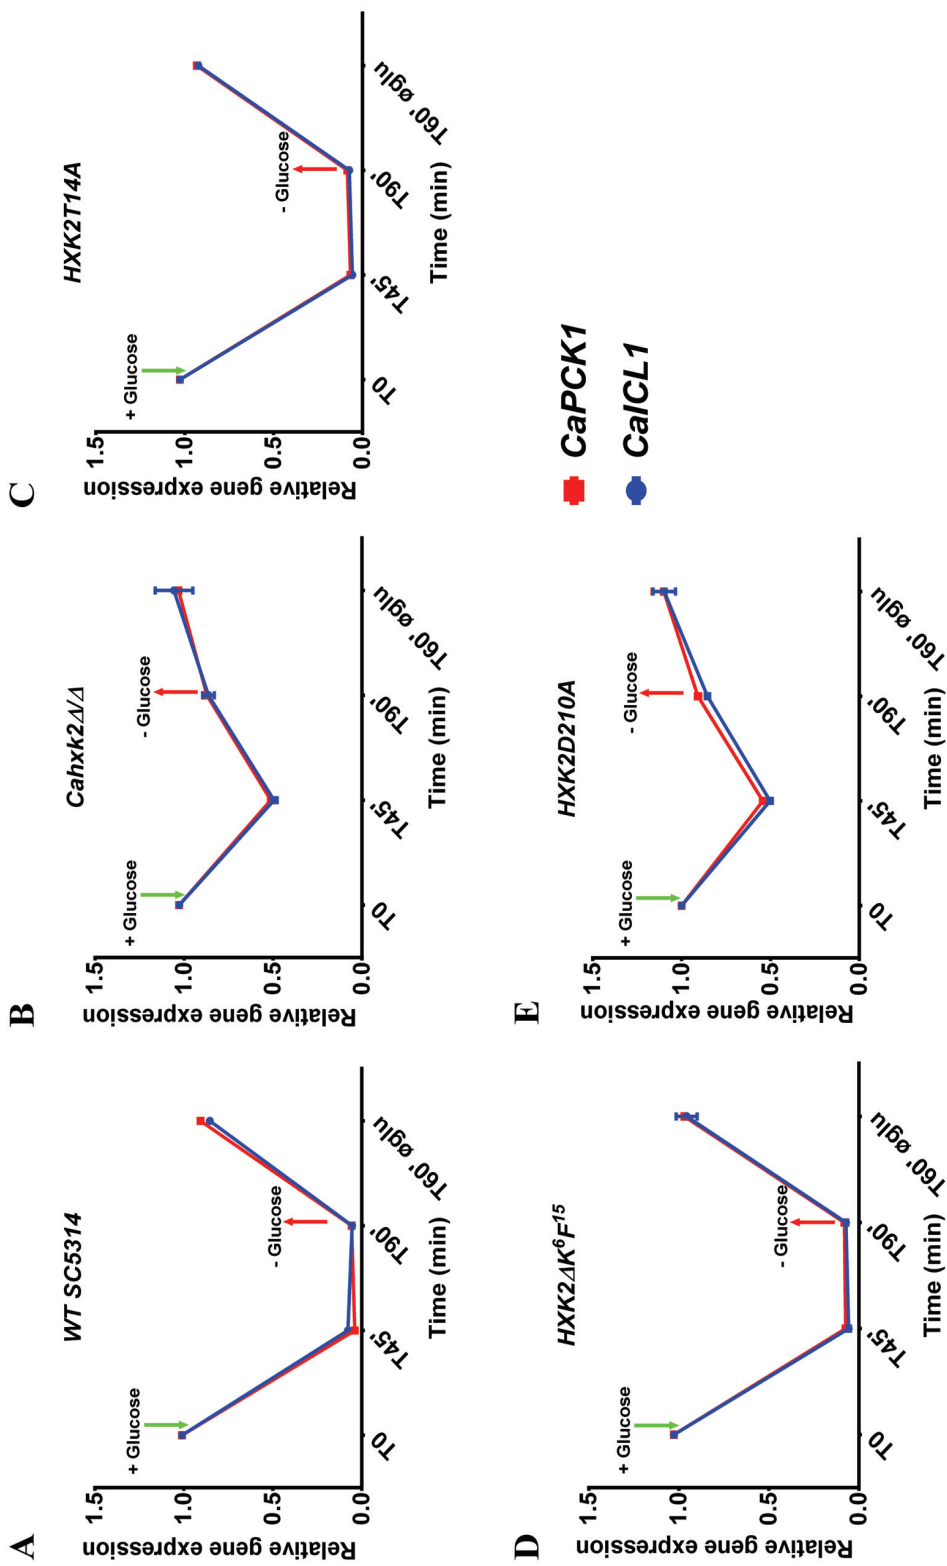 A
WT SC5314
Relative gene expression
1.5
1.0
0.5
0.0
+ Glucose
- Glucose
T0
T45'
T90'
T60' øglu
Time (min)
B
Cahxk2Δ/Δ
Relative gene expression
1.5
1.0
0.5
0.0
+ Glucose
- Glucose
T0
T45'
T90'
T60' øglu
Time (min)
C
HXK2T14A
Relative gene expression
1.5
1.0
0.5
0.0
+ Glucose
- Glucose
T0
T45'
T90'
T60' øglu
Time (min)
D
HXK2ΔK⁶F¹⁵
Relative gene expression
1.5
1.0
0.5
0.0
+ Glucose
- Glucose
T0
T45'
T90'
T60' øglu
Time (min)
E
HXK2D210A
Relative gene expression
1.5
1.0
0.5
0.0
+ Glucose
- Glucose
T0
T45'
T90'
T60' øglu
Time (min)
CaPCK1
CaICL1